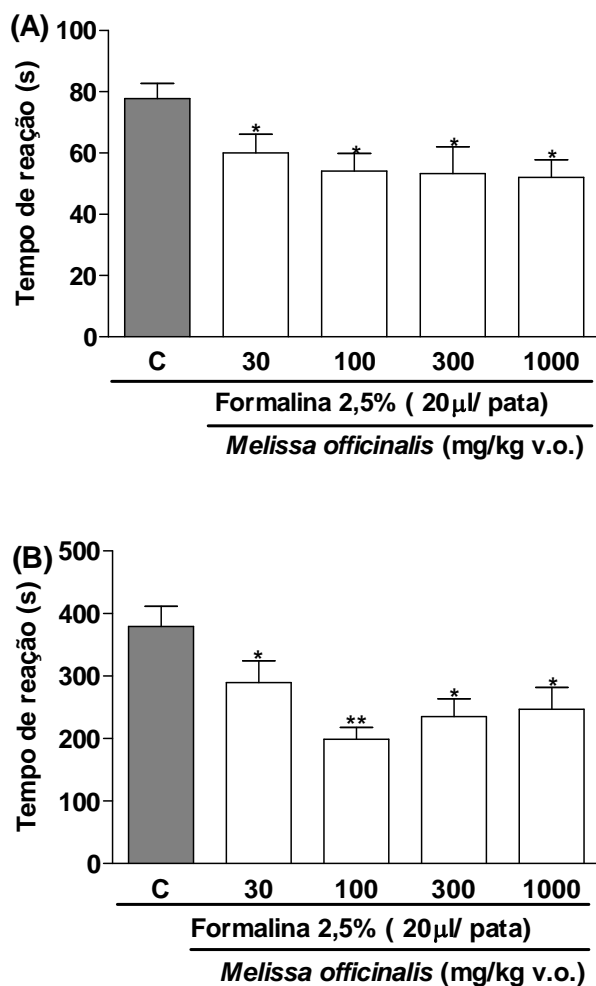 (A)
Tempo de reação (s)
100
80
60
40
20
0
* * * *
C 30 100 300 1000
Formalina 2,5% ( 20µl/ pata)
Melissa officinalis (mg/kg v.o.)
(B)
Tempo de reação (s)
500
400
300
200
100
0
* ** * *
C 30 100 300 1000
Formalina 2,5% ( 20µl/ pata)
Melissa officinalis (mg/kg v.o.)